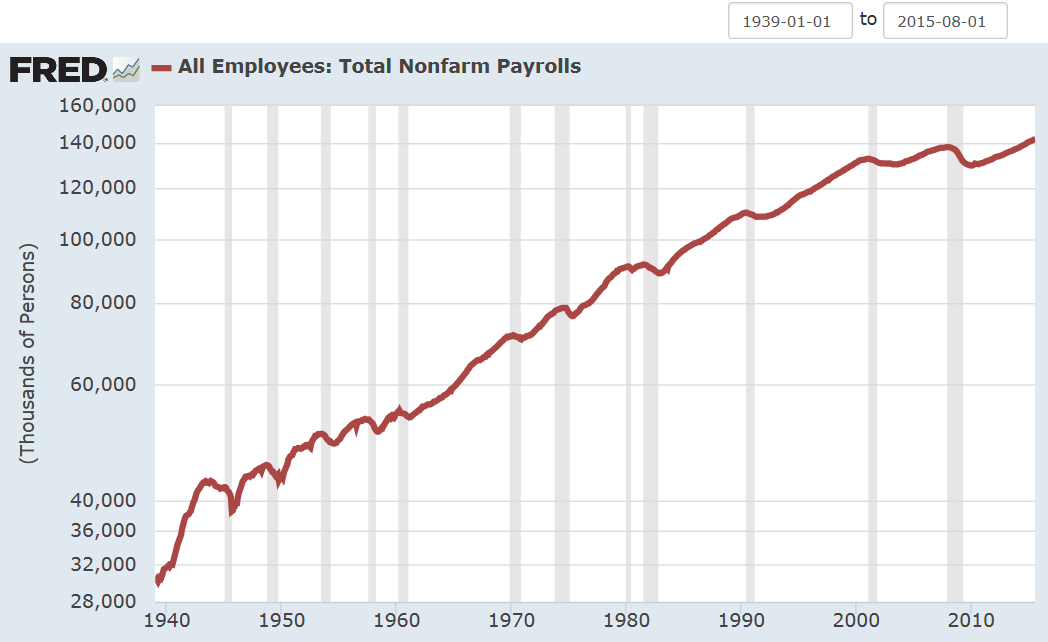 1939-01-01 to 2015-08-01
FRED All Employees: Total Nonfarm Payrolls
160,000
140,000
120,000
100,000
80,000
60,000
40,000
36,000
32,000
28,000
(Thousands of Persons)
1940 1950 1960 1970 1980 1990 2000 2010